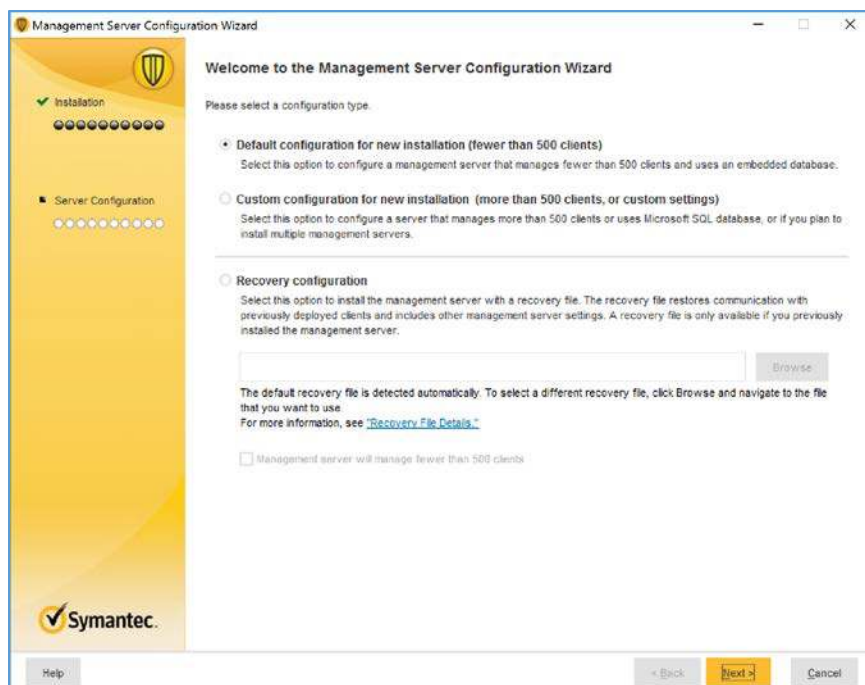 Management Server Configuration Wizard
Welcome to the Management Server Configuration Wizard
Installation
Please select a configuration type.
Default configuration for new installation (fewer than 500 clients)
Select this option to configure a management server that manages fewer than 500 clients and uses an embedded database.
Server Configuration
Custom configuration for new installation (more than 500 clients, or custom settings)
Select this option to configure a server that manages more than 500 clients or uses Microsoft SQL database, or if you plan to
install multiple management servers.
Recovery configuration
Select this option to install the management server with a recovery file. The recovery file restores communication with
previously deployed clients and includes other management server settings. A recovery file is only available if you previously
installed the management server.
Browse
The default recovery file is detected automatically. To select a different recovery file, click Browse and navigate to the file
that you want to use
For more information, see "Recovery File Details."
Management server will manage fewer than 500 clients
Symantec.
Help
< Back
Next >
Cancel